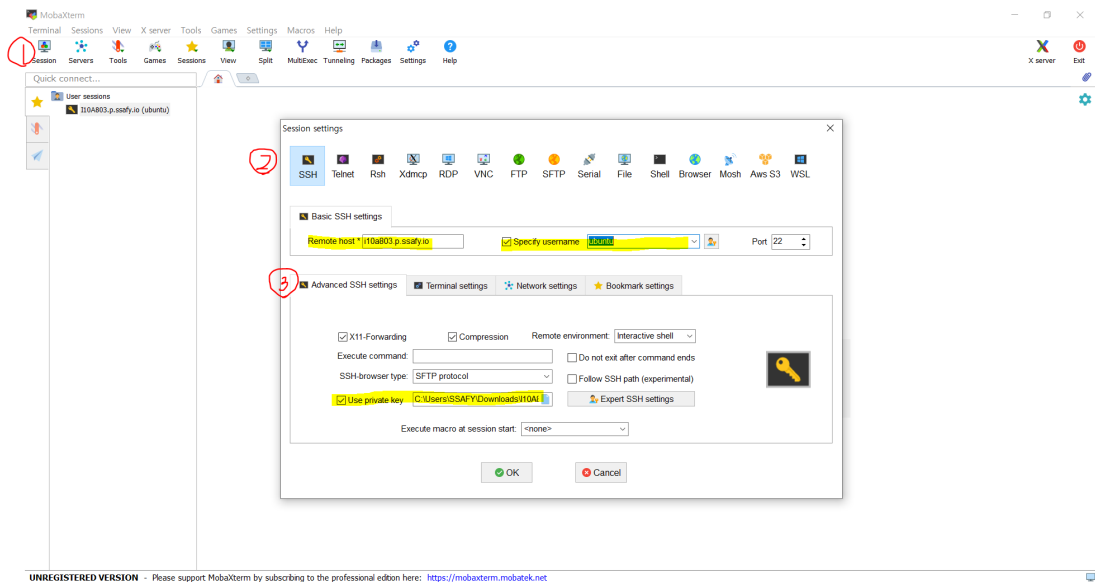 MobaXterm
Terminal Sessions View X server Tools Games Settings Macros Help
1
Session Servers Tools Games Sessions View Split MultiExec Tunneling Packages Settings Help X server Exit
Quick connect...
User sessions
I10A803.p.ssafy.io (ubuntu)
Session settings
2
SSH Telnet Rsh Xdmcp RDP VNC FTP SFTP Serial File Shell Browser Mosh Aws S3 WSL
Basic SSH settings
Remote host * i10a803.p.ssafy.io Specify username ubuntu Port 22
3
Advanced SSH settings Terminal settings Network settings Bookmark settings
X11-Forwarding Compression Remote environment: Interactive shell
Execute command: Do not exit after command ends
SSH-browser type: SFTP protocol Follow SSH path (experimental)
Use private key C:\Users\SSAFY\Downloads\I10A Expert SSH settings
Execute macro at session start: <none>
OK Cancel
UNREGISTERED VERSION - Please support MobaXterm by subscribing to the professional edition here: https://mobaxterm.mobatek.net